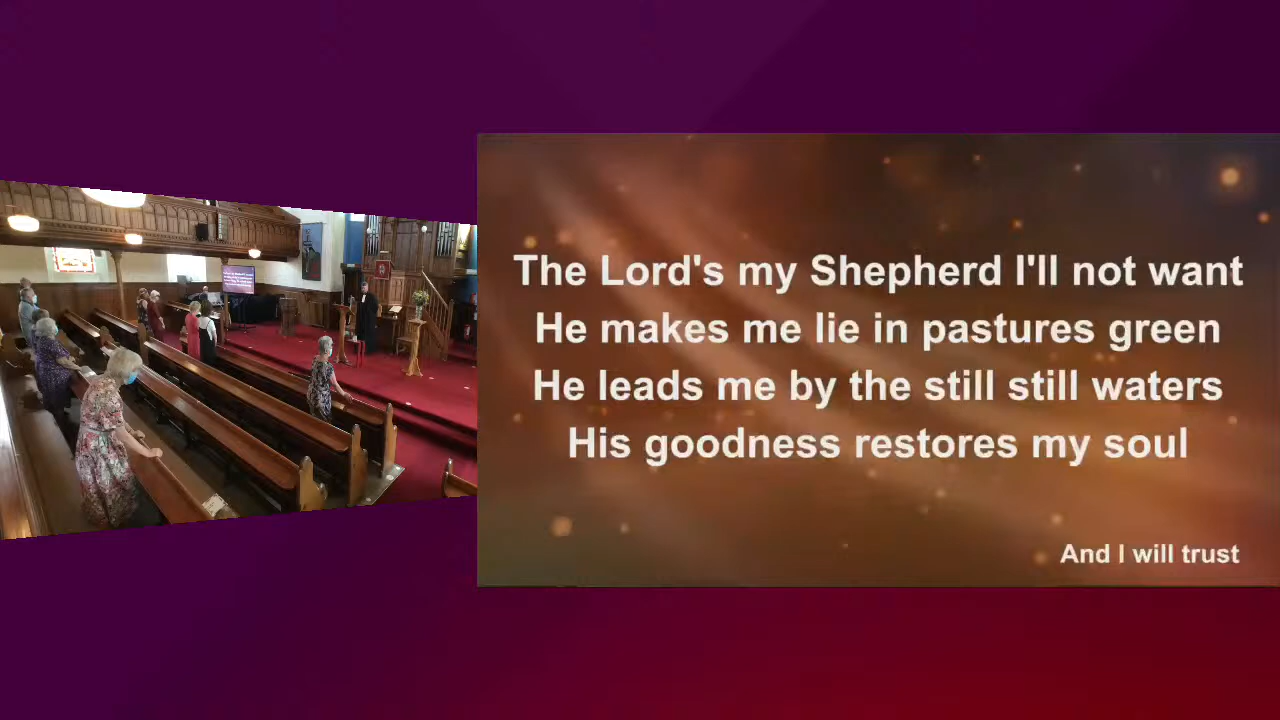 The Lord's my Shepherd I'll not want
He makes me lie in pastures green
He leads me by the still still waters
His goodness restores my soul
And I will trust